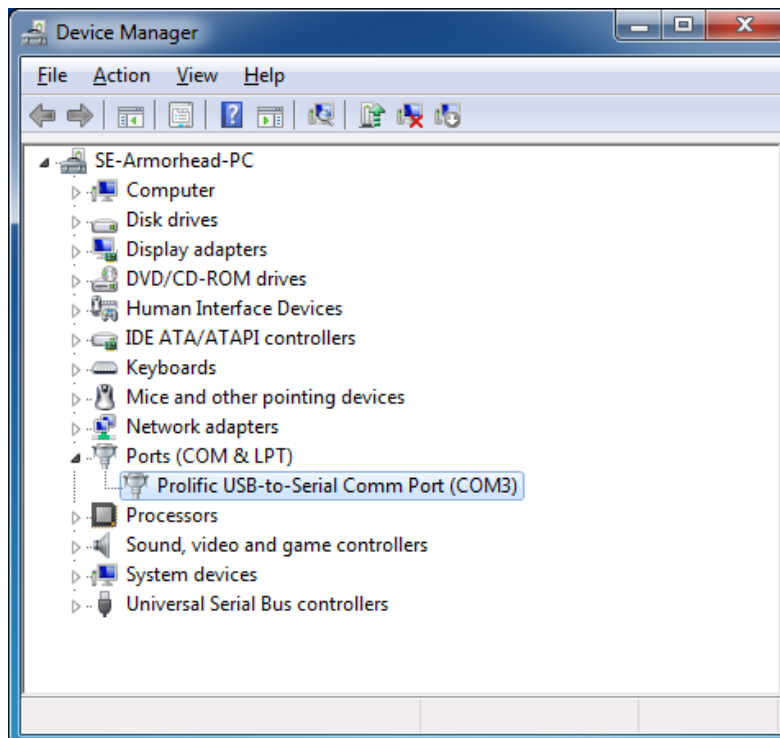 Device Manager
File Action View Help
SE-Armorhead-PC
Computer
Disk drives
Display adapters
DVD/CD-ROM drives
Human Interface Devices
IDE ATA/ATAPI controllers
Keyboards
Mice and other pointing devices
Network adapters
Ports (COM & LPT)
Prolific USB-to-Serial Comm Port (COM3)
Processors
Sound, video and game controllers
System devices
Universal Serial Bus controllers